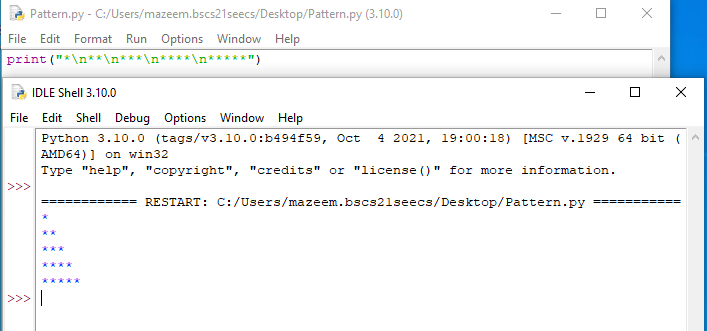 Pattern.py - C:/Users/mazeem.bscs21seecs/Desktop/Pattern.py (3.10.0)
File Edit Format Run Options Window Help
print("*\n**\n***\n****\n*****")
IDLE Shell 3.10.0
File Edit Shell Debug Options Window Help
Python 3.10.0 (tags/v3.10.0:b494f59, Oct  4 2021, 19:00:18) [MSC v.1929 64 bit (
AMD64)] on win32
Type "help", "copyright", "credits" or "license()" for more information.
>>>
============ RESTART: C:/Users/mazeem.bscs21seecs/Desktop/Pattern.py ===========
*
**
***
****
*****
>>>